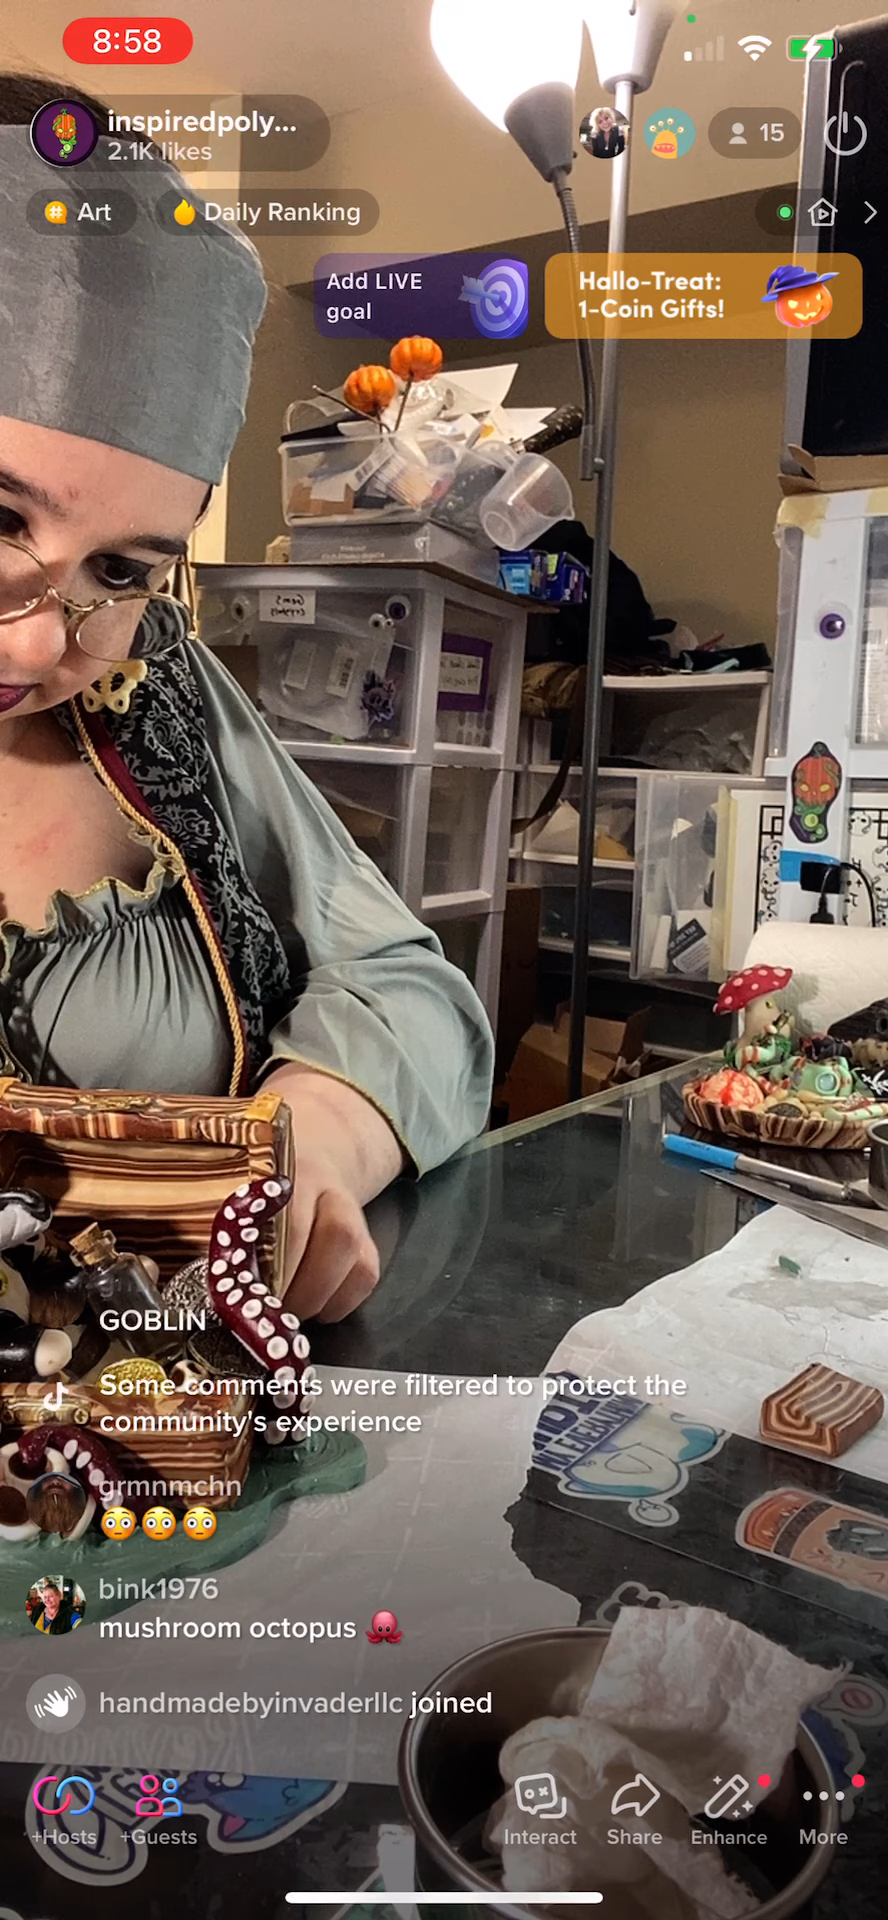 8:58
inspiredpoly...
2.1K likes
15
Art
Daily Ranking
Add LIVE
goal
Hallo-Treat:
1-Coin Gifts!
Gems
crystals
GOBLIN
Some comments were filtered to protect the
community's experience
grmnmchn
😳😳😳
bink1976
mushroom octopus 🐙
handmadebyinvaderllc joined
+Hosts
+Guests
Interact
Share
Enhance
More